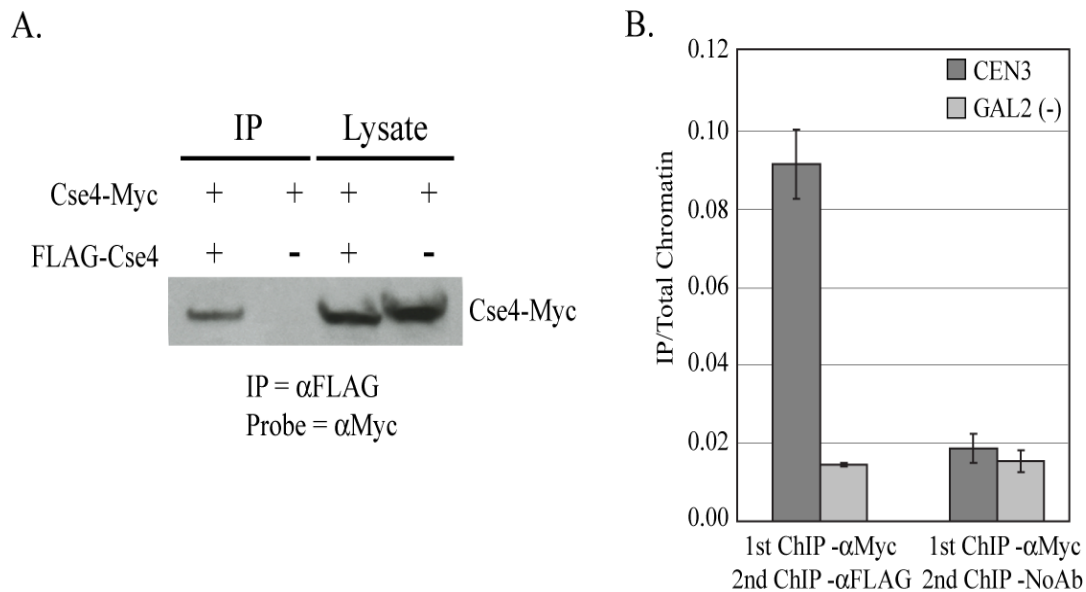 A.
IP Lysate
Cse4-Myc + + + +
FLAG-Cse4 + - + -
Cse4-Myc
IP = αFLAG
Probe = αMyc
B.
IP/Total Chromatin
0.12
0.10
0.08
0.06
0.04
0.02
0.00
CEN3
GAL2 (-)
1st ChIP -αMyc 1st ChIP -αMyc
2nd ChIP -αFLAG 2nd ChIP -NoAb